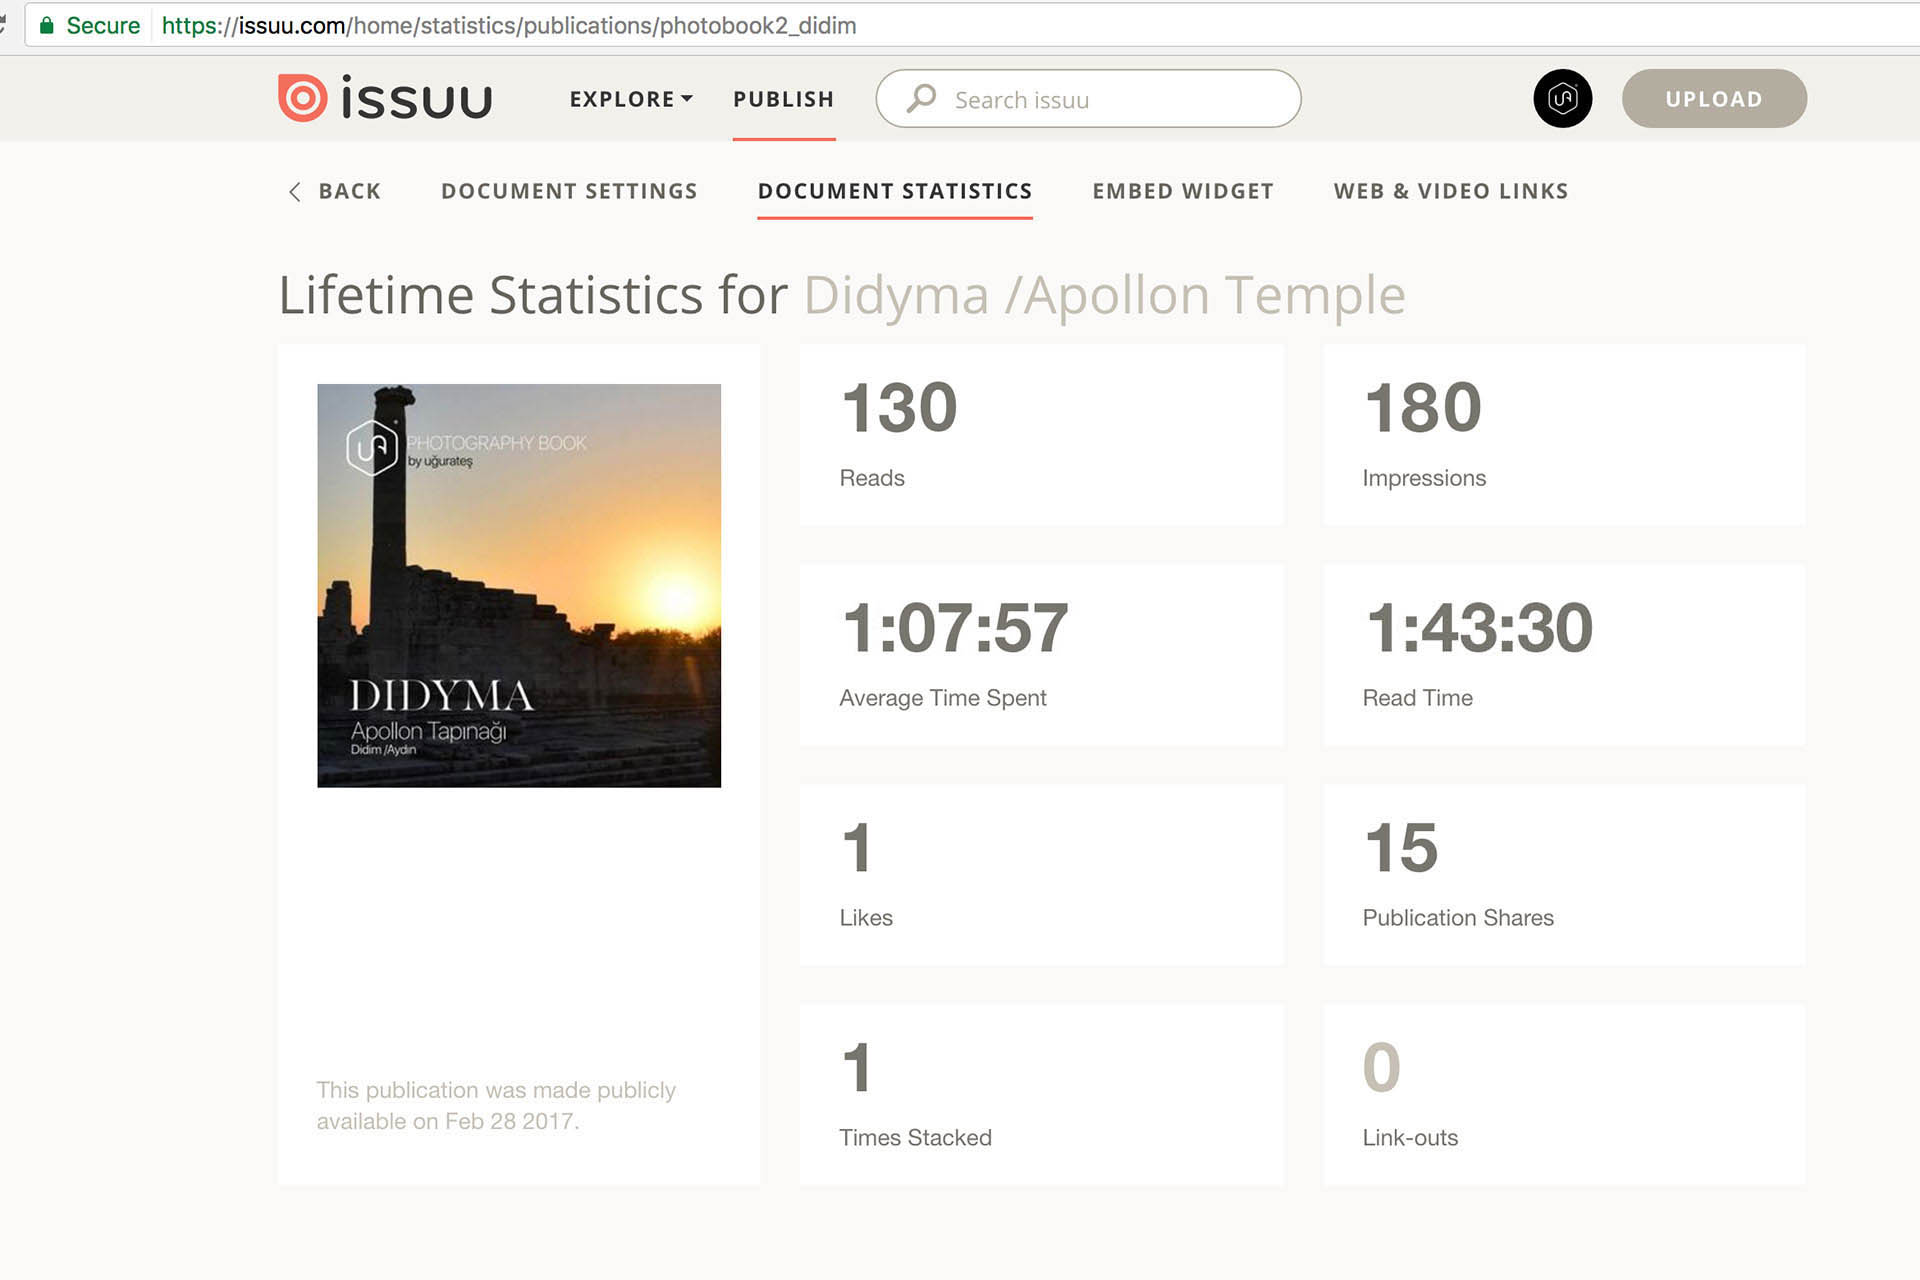 Secure https://issuu.com/home/statistics/publications/photobook2_didim
issuu EXPLORE PUBLISH Search issuu UA UPLOAD
BACK DOCUMENT SETTINGS DOCUMENT STATISTICS EMBED WIDGET WEB & VIDEO LINKS
Lifetime Statistics for Didyma /Apollon Temple
UA PHOTOGRAPHY BOOK
by uğurateş
DIDYMA
Apollon Tapınağı
Didim /Aydın
This publication was made publicly
available on Feb 28 2017.
130
Reads
180
Impressions
1:07:57
Average Time Spent
1:43:30
Read Time
1
Likes
15
Publication Shares
1
Times Stacked
0
Link-outs